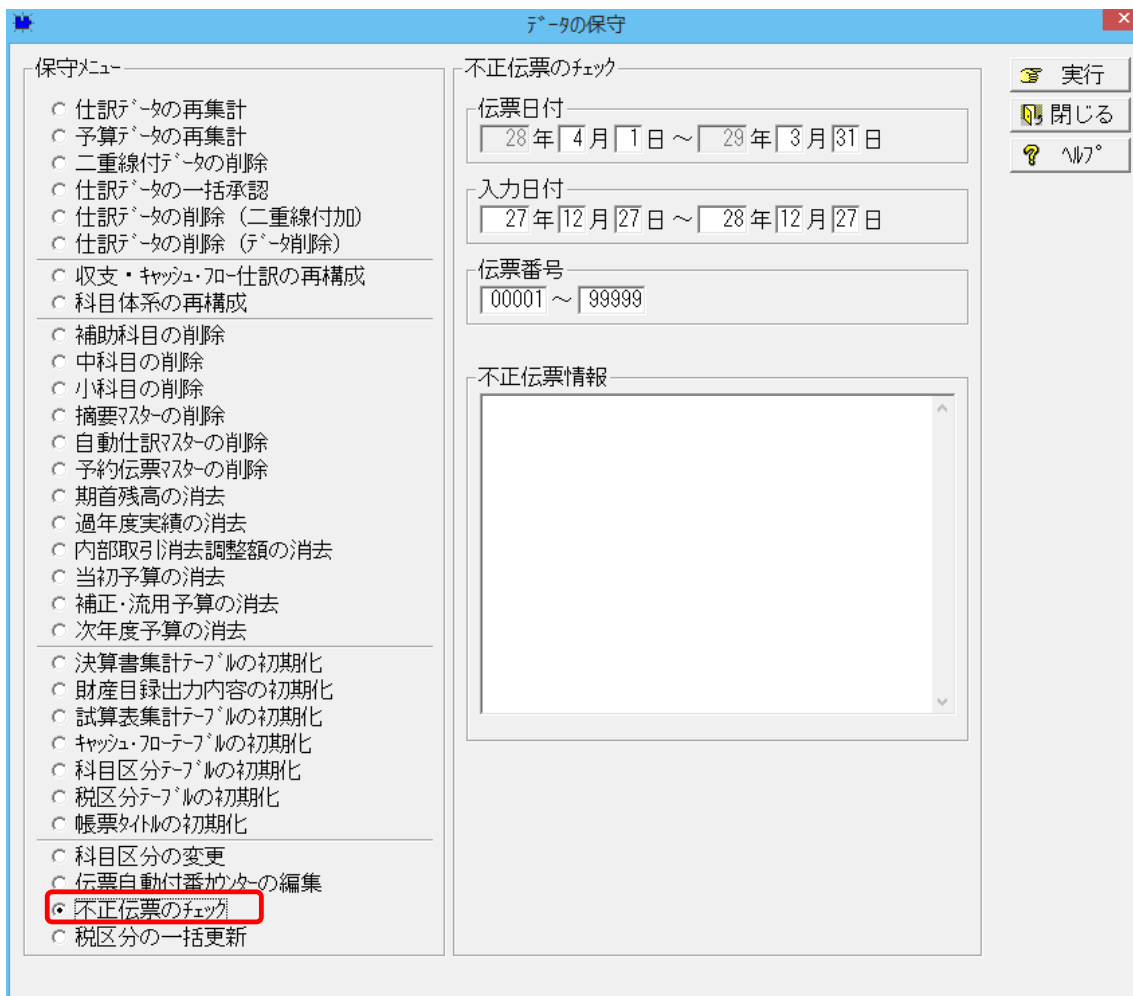 ﾃﾞｰﾀの保守
保守ﾒﾆｭｰ
仕訳ﾃﾞｰﾀの再集計
予算ﾃﾞｰﾀの再集計
二重線付ﾃﾞｰﾀの削除
仕訳ﾃﾞｰﾀの一括承認
仕訳ﾃﾞｰﾀの削除（二重線付加）
仕訳ﾃﾞｰﾀの削除（ﾃﾞｰﾀ削除）
収支・ｷｬｯｼｭ･ﾌﾛｰ仕訳の再構成
科目体系の再構成
補助科目の削除
中科目の削除
小科目の削除
摘要ﾏｽﾀｰの削除
自動仕訳ﾏｽﾀｰの削除
予約伝票ﾏｽﾀｰの削除
期首残高の消去
過年度実績の消去
内部取引消去調整額の消去
当初予算の消去
補正･流用予算の消去
次年度予算の消去
決算書集計ﾃｰﾌﾞﾙの初期化
財産目録出力内容の初期化
試算表集計ﾃｰﾌﾞﾙの初期化
ｷｬｯｼｭ･ﾌﾛｰﾃｰﾌﾞﾙの初期化
科目区分ﾃｰﾌﾞﾙの初期化
税区分ﾃｰﾌﾞﾙの初期化
帳票ﾀｲﾄﾙの初期化
科目区分の変更
伝票自動付番ｶｳﾝﾀｰの編集
不正伝票のﾁｪｯｸ
税区分の一括更新
不正伝票のﾁｪｯｸ
伝票日付
28年 4月 1日～ 29年 3月31日
入力日付
27年12月27日～ 28年12月27日
伝票番号
00001～ 99999
不正伝票情報
実行
閉じる
ﾍﾙﾌﾟ